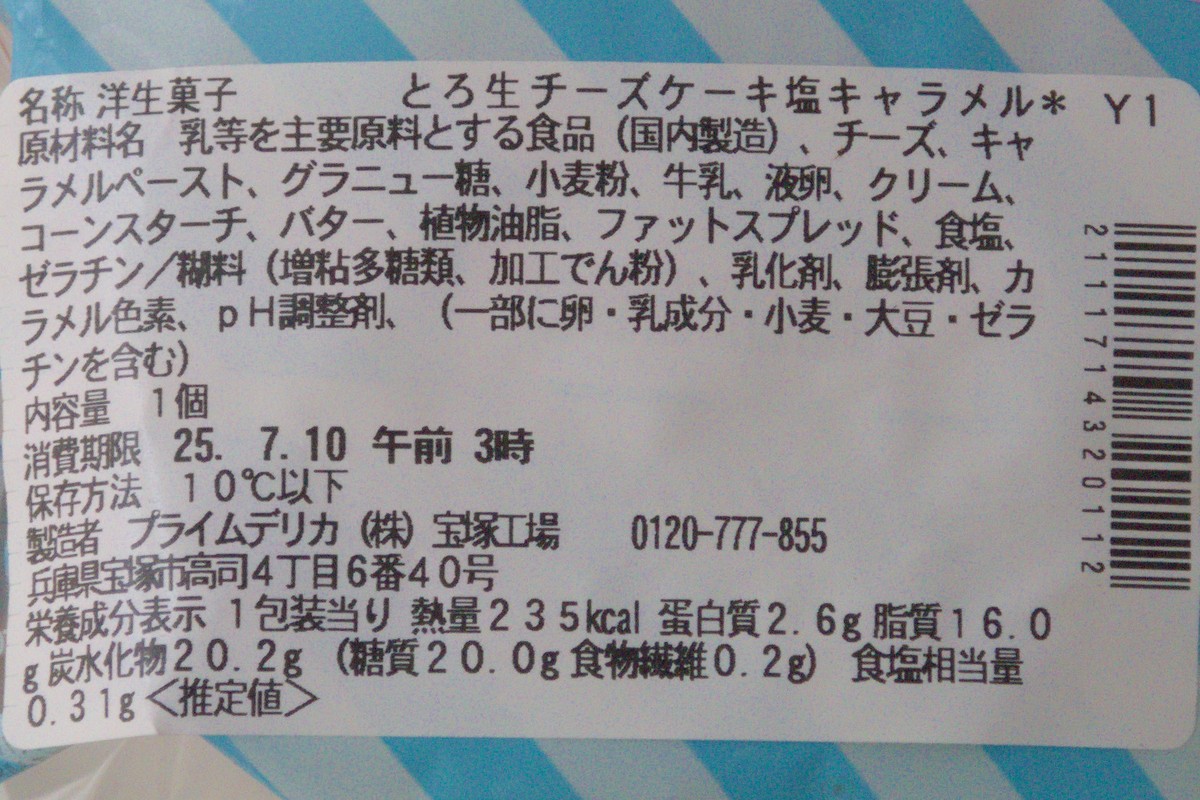 名称 洋生菓子 とろ生チーズケーキ塩キャラメル＊ Y1
原材料名 乳等を主要原料とする食品（国内製造）、チーズ、キャ
ラメルペースト、グラニュー糖、小麦粉、牛乳、液卵、クリーム、
コーンスターチ、バター、植物油脂、ファットスプレッド、食塩、
ゼラチン／糊料（増粘多糖類、加工でん粉）、乳化剤、膨張剤、カ
ラメル色素、pH調整剤、（一部に卵・乳成分・小麦・大豆・ゼラ
チンを含む）
内容量 1個
消費期限 25. 7.10 午前 3時
保存方法 10℃以下
製造者 プライムデリカ（株）宝塚工場 0120-777-855
兵庫県宝塚市高司4丁目6番40号
栄養成分表示 1包装当り 熱量235kcal 蛋白質2.6g 脂質16.0
g 炭水化物20.2g （糖質20.0g 食物繊維0.2g） 食塩相当量
0.31g＜推定値＞
2111714320112